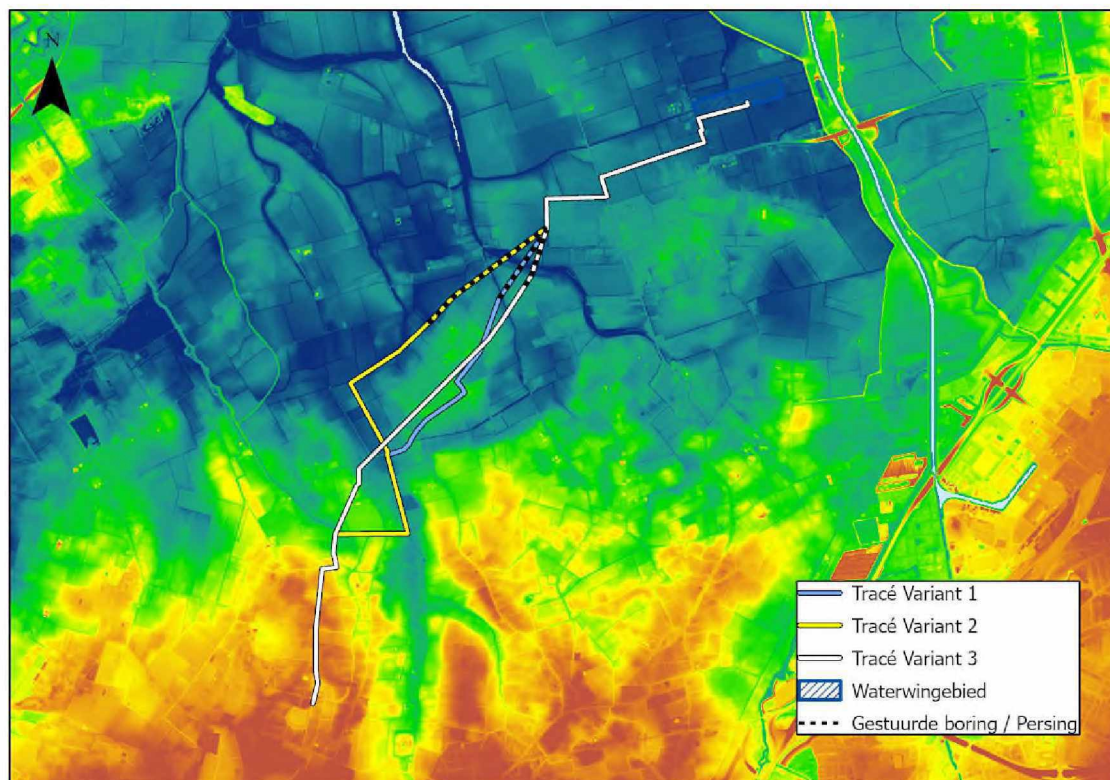 N
Tracé Variant 1
Tracé Variant 2
Tracé Variant 3
Waterwingebied
Gestuurde boring / Persing